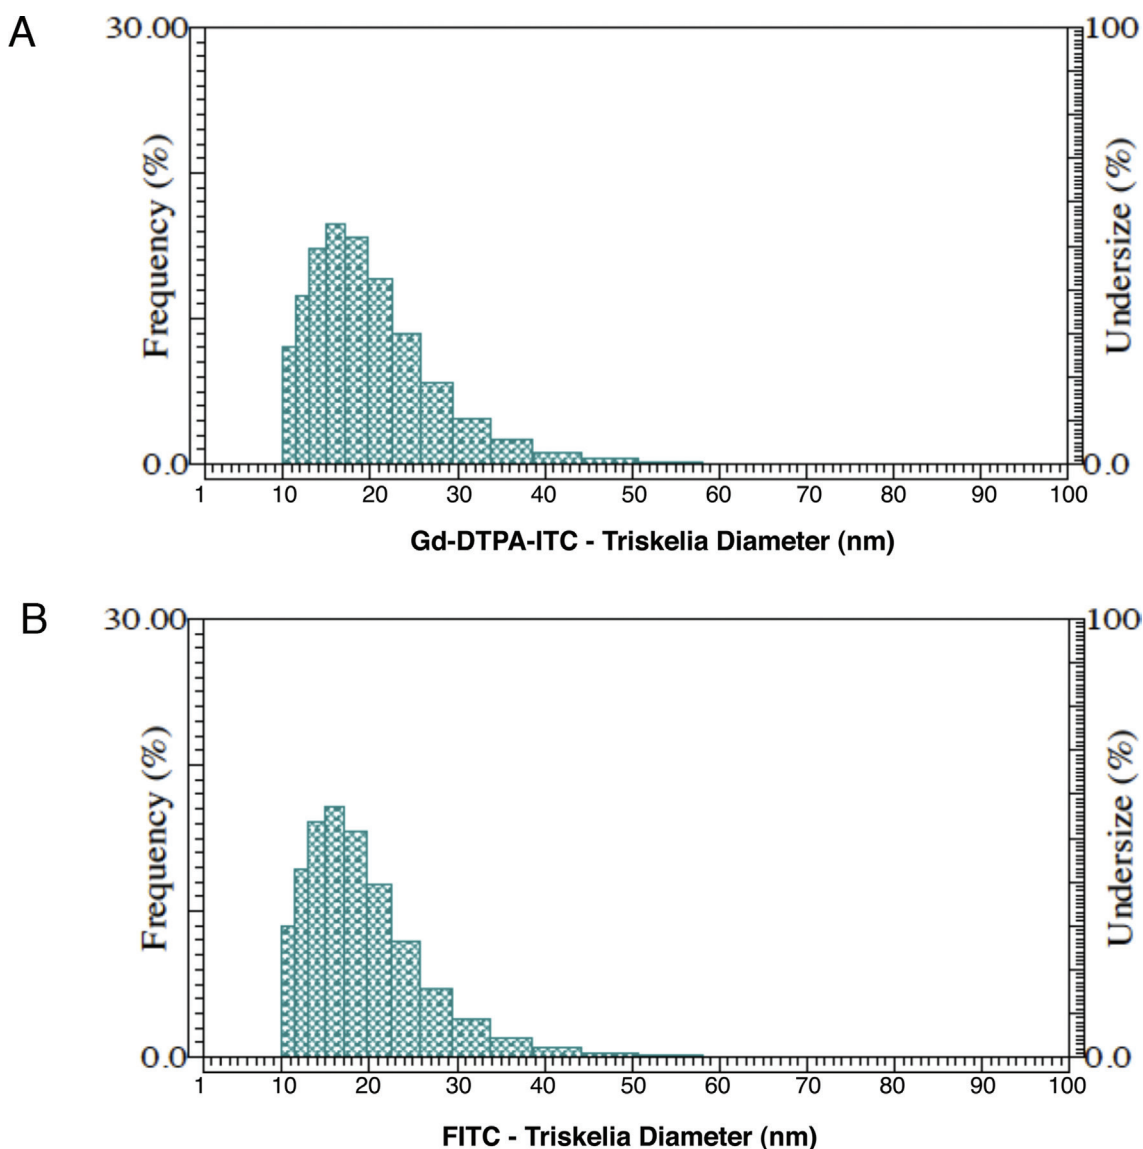 A
30.00
100
Frequency (%)
Undersize (%)
0.0
0.0
1 10 20 30 40 50 60 70 80 90 100
Gd-DTPA-ITC - Triskelia Diameter (nm)
B
30.00
100
Frequency (%)
Undersize (%)
0.0
0.0
1 10 20 30 40 50 60 70 80 90 100
FITC - Triskelia Diameter (nm)